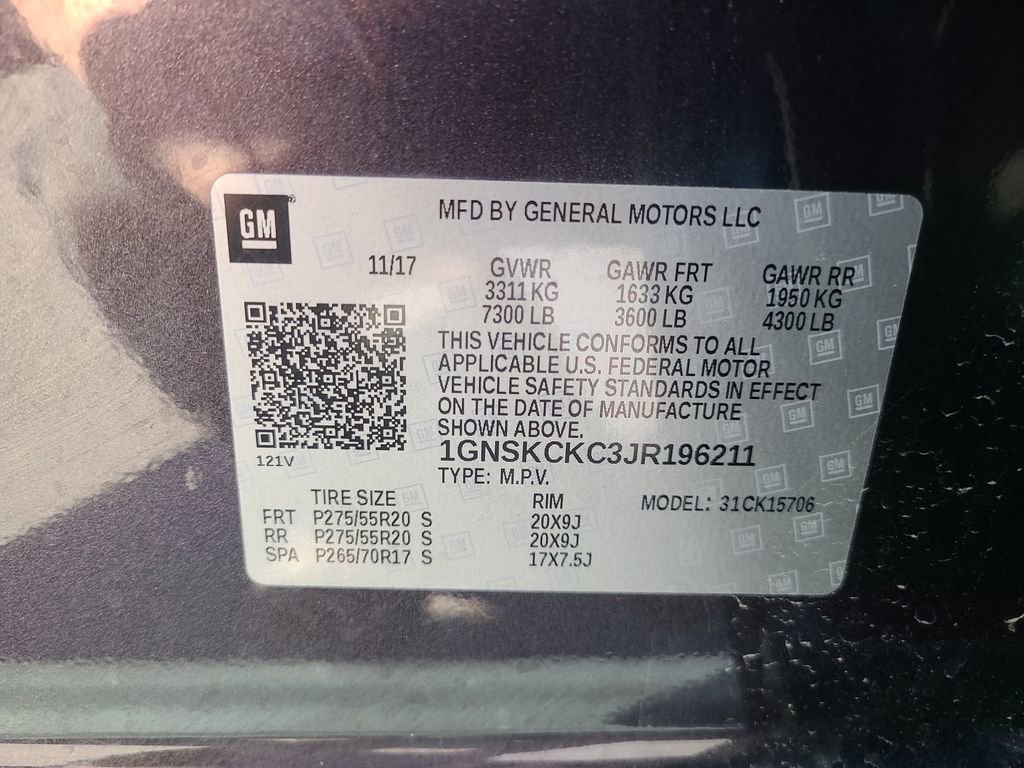 GM
MFD BY GENERAL MOTORS LLC
11/17 GVWR GAWR FRT GAWR RR
3311 KG 1633 KG 1950 KG
7300 LB 3600 LB 4300 LB
THIS VEHICLE CONFORMS TO ALL
APPLICABLE U.S. FEDERAL MOTOR
VEHICLE SAFETY STANDARDS IN EFFECT
ON THE DATE OF MANUFACTURE
SHOWN ABOVE.
1GNSKCKC3JR196211
121V
TYPE: M.P.V.
TIRE SIZE RIM MODEL: 31CK15706
FRT P275/55R20 S 20X9J
RR P275/55R20 S 20X9J
SPA P265/70R17 S 17X7.5J